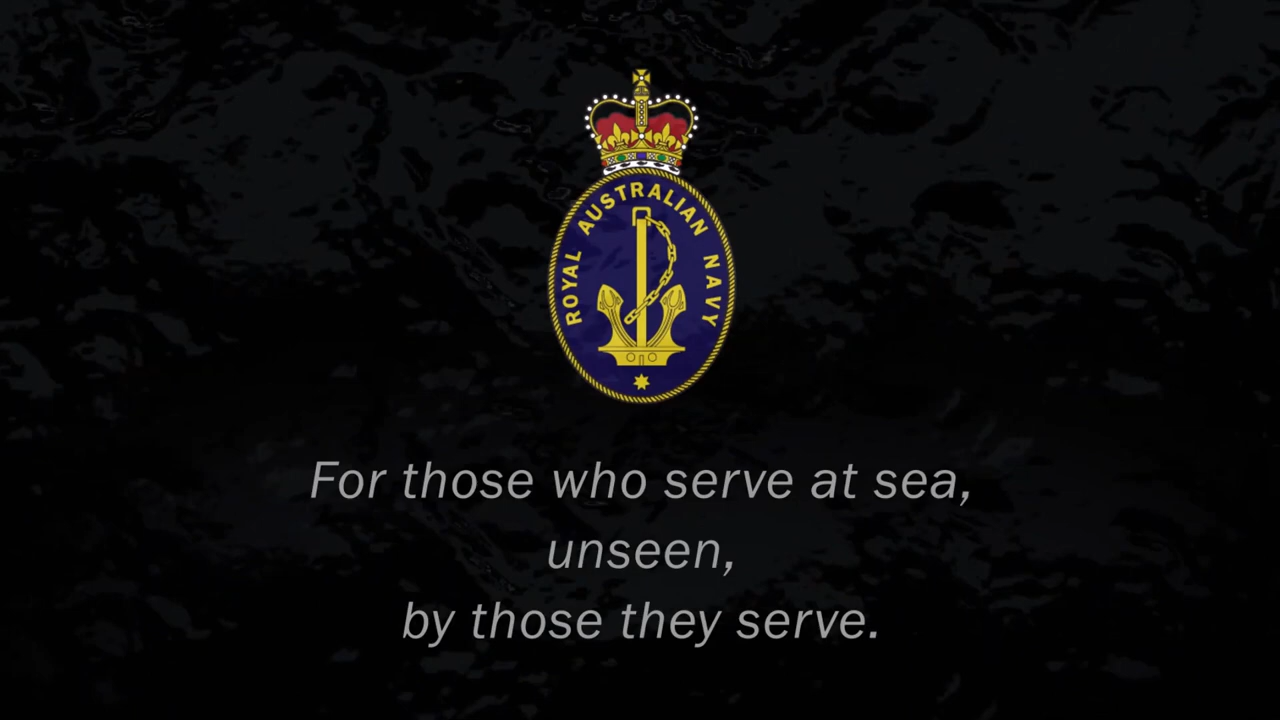 ROYAL AUSTRALIAN NAVY
For those who serve at sea,
unseen,
by those they serve.